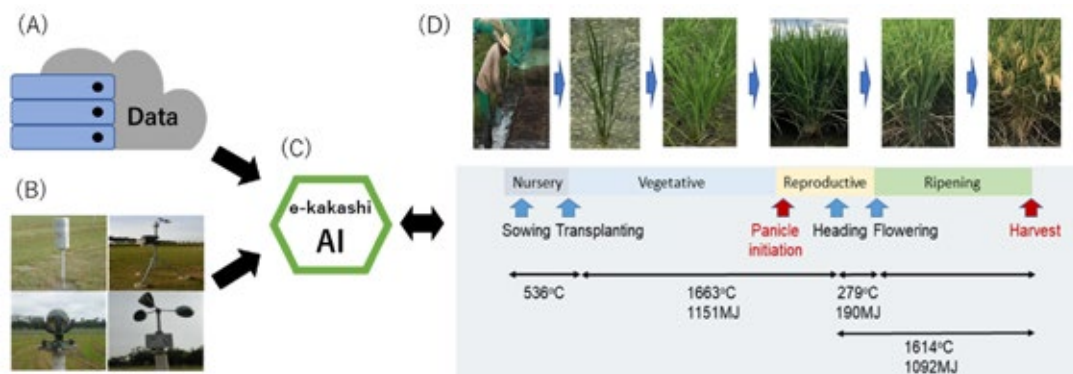 (A)
Data
(B)
(C)
e-kakashi
AI
(D)
Nursery Vegetative Reproductive Ripening
Sowing Transplanting Panicle initiation Heading Flowering Harvest
536°C 1663°C 279°C
1151MJ 190MJ
1614°C
1092MJ